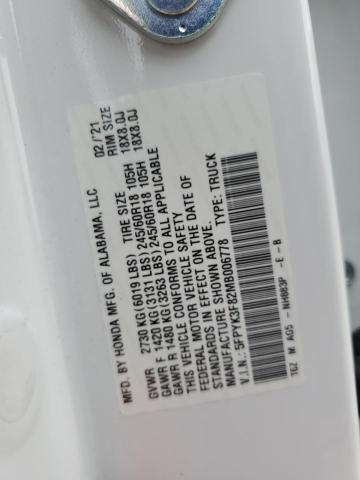 MFD. BY HONDA MFG. OF ALABAMA, LLC 02/'21
TIRE SIZE RIM SIZE
GVWR 2730 KG(6019 LBS)
GAWR F 1420 KG(3131 LBS)245/60R18 105H 18X8.0J
GAWR R 1480 KG(3263 LBS)245/60R18 105H 18X8.0J
THIS VEHICLE CONFORMS TO ALL APPLICABLE
FEDERAL MOTOR VEHICLE SAFETY
STANDARDS IN EFFECT ON THE DATE OF
MANUFACTURE SHOWN ABOVE.
V.I.N.:5FPYK3F82MB006778 TYPE: TRUCK
T6Z M AG5 - NH883P -E -B